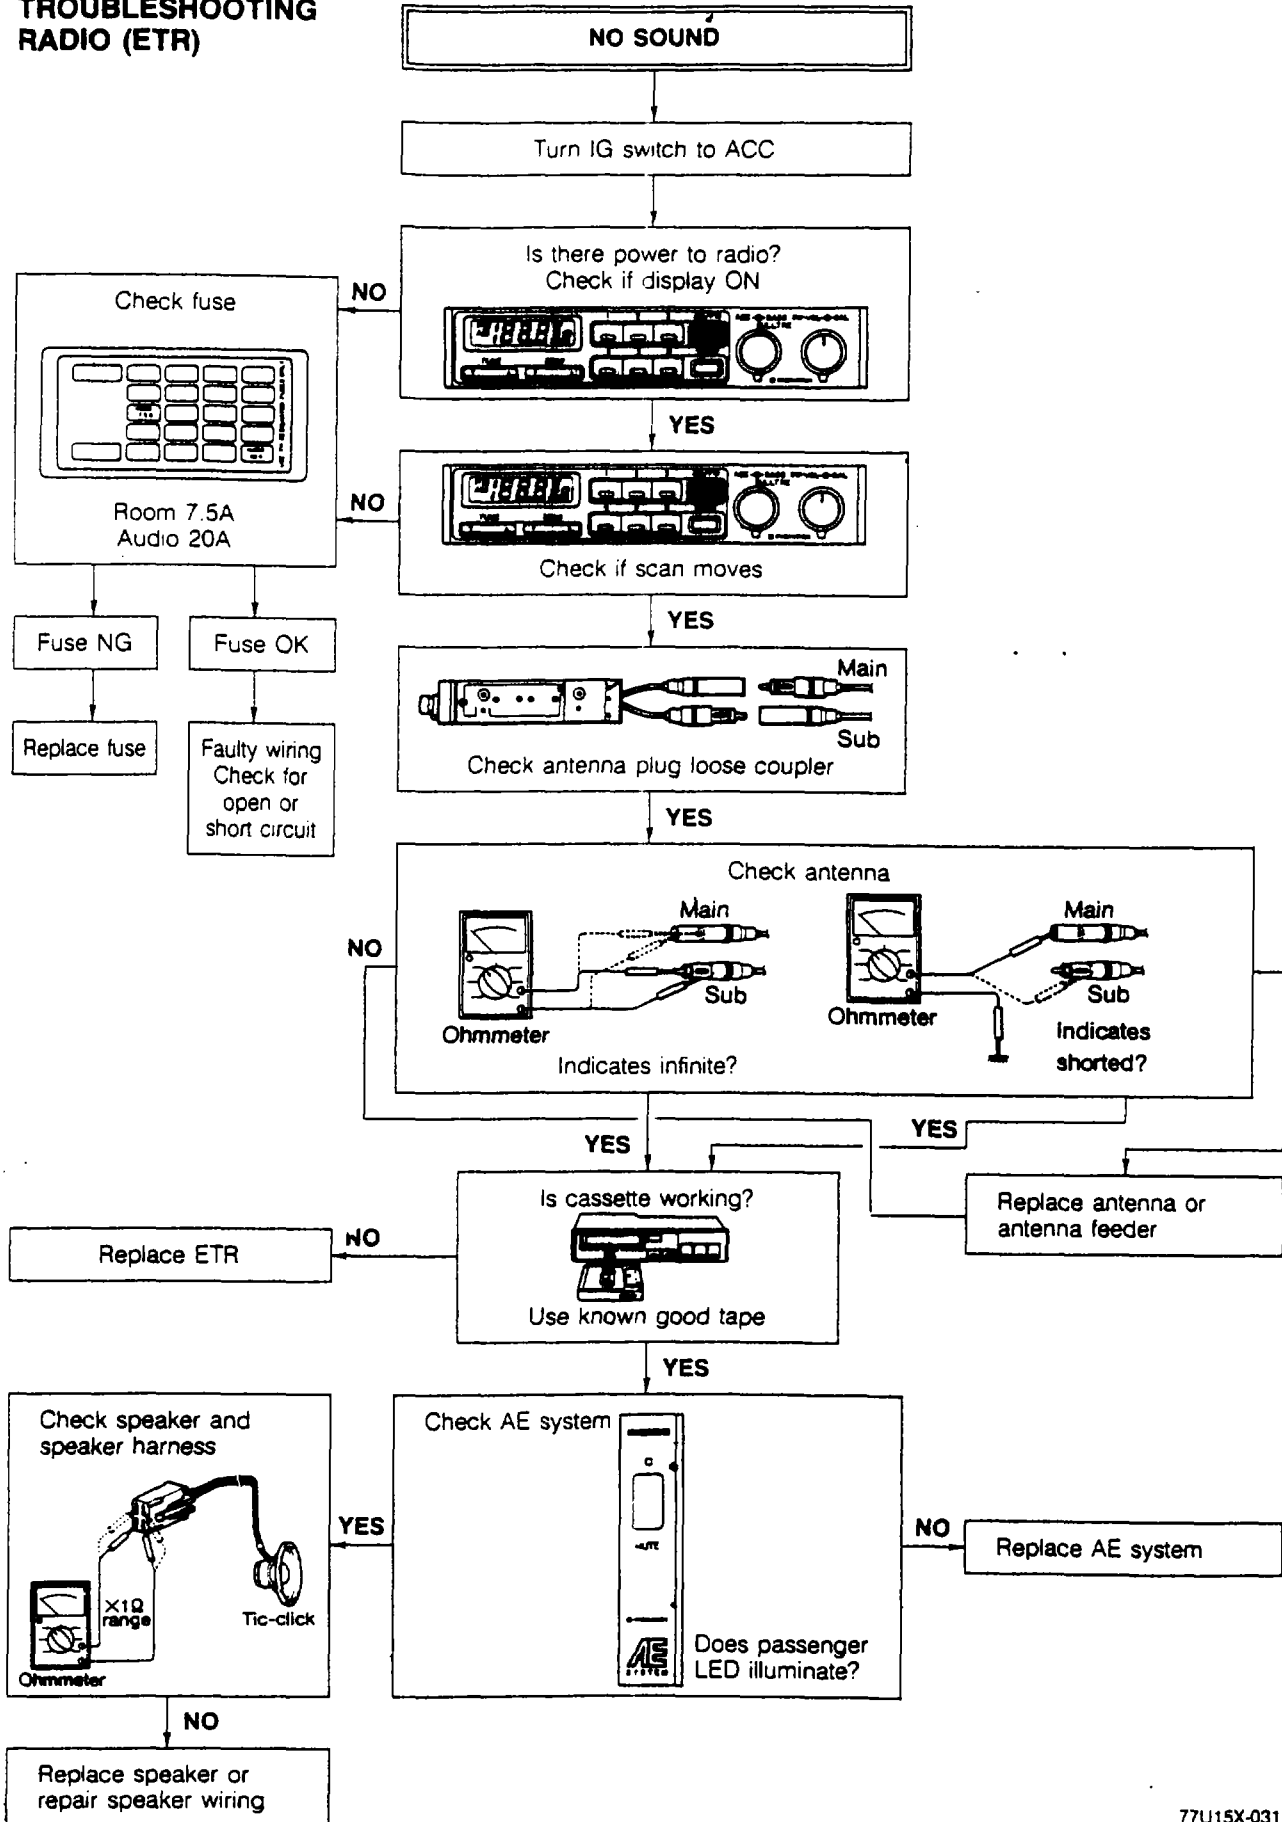 TROUBLESHOOTING
RADIO (ETR)
NO SOUND
Turn IG switch to ACC
Is there power to radio?
Check if display ON
NO
Check fuse
Room 7.5A
Audio 20A
YES
NO
Check if scan moves
YES
Fuse NG
Fuse OK
Replace fuse
Faulty wiring
Check for
open or
short circuit
Main
Sub
Check antenna plug loose coupler
YES
Check antenna
NO
Main
Sub
Ohmmeter
Indicates infinite?
Main
Sub
Ohmmeter
Indicates
shorted?
YES
YES
Replace antenna or
antenna feeder
Is cassette working?
Use known good tape
NO
Replace ETR
YES
Check AE system
MUTE
AE
SYSTEM
Does passenger
LED illuminate?
NO
Replace AE system
YES
Check speaker and
speaker harness
X1Ω
range
Ohmmeter
Tic-click
NO
Replace speaker or
repair speaker wiring
77U15X-031